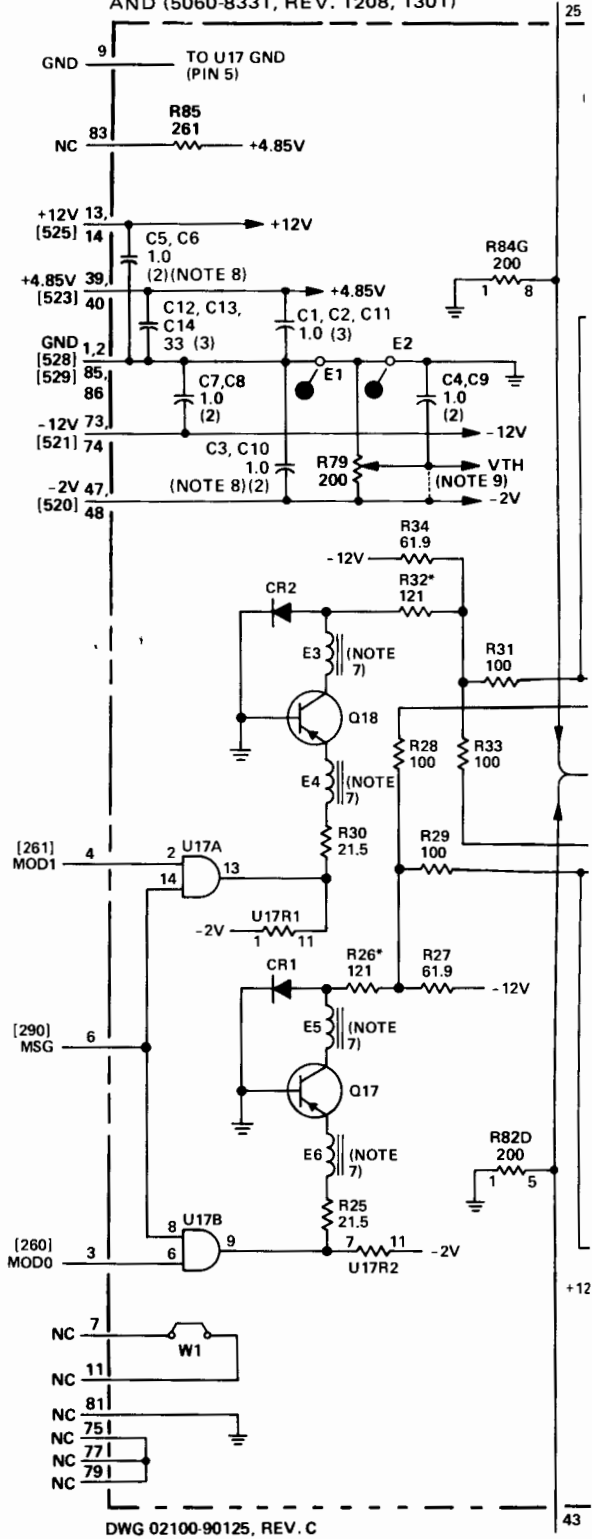 AND (5060-8331, REV. 1208, 1301)
25
GND 9 TO U17 GND
(PIN 5)
R85
261
NC 83 +4.85V
+12V 13,
[525] 14
+12V
C5, C6
1.0
(2)(NOTE 8)
R84G
200
1 8
+4.85V 39,
[523] 40
+4.85V
C12, C13,
C14
33 (3)
C1, C2, C11
1.0 (3)
GND 1,2
[528]
[529] 85,
86
E1
E2
C7,C8
1.0
(2)
C4,C9
1.0
(2)
-12V 73,
[521] 74
-12V
C3, C10
1.0
(NOTE 8)(2)
R79
200
VTH
(NOTE 9)
-2V 47,
[520] 48
-2V
R34
61.9
-12V
R32*
121
CR2
E3 (NOTE
7)
R31
100
Q18
R28
100
R33
100
E4 (NOTE
7)
R30
21.5
R29
100
[261]
MOD1 4
2 U17A
14
13
U17R1
-2V 1 11
R26*
121
R27
61.9
-12V
CR1
E5 (NOTE
7)
[290]
MSG 6
Q17
E6 (NOTE
7)
R82D
200
1 5
R25
21.5
U17B
8
6
9
[260]
MOD0 3
7 11 -2V
U17R2
+12
NC 7
W1
NC 11
NC 81
NC 75
NC 77
NC 79
43
DWG 02100-90125, REV. C